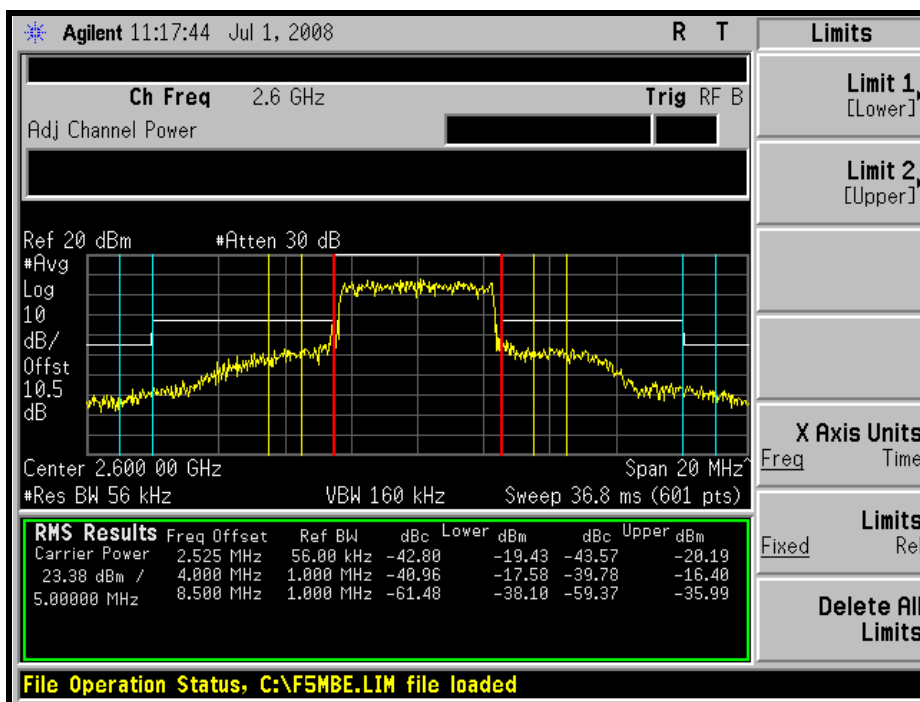 Agilent 11:17:44 Jul 1, 2008 R T
Ch Freq 2.6 GHz Trig RF B
Adj Channel Power
Ref 20 dBm #Atten 30 dB
#Avg
Log
10
dB/
Offst
10.5
dB
Center 2.600 00 GHz Span 20 MHz^
#Res BW 56 kHz VBW 160 kHz Sweep 36.8 ms (601 pts)
RMS Results Freq Offset Ref BW dBc Lower dBm dBc Upper dBm
Carrier Power 2.525 MHz 56.00 kHz -42.80 -19.43 -43.57 -20.19
23.38 dBm / 4.000 MHz 1.000 MHz -40.96 -17.58 -39.78 -16.40
5.00000 MHz 8.500 MHz 1.000 MHz -61.48 -38.10 -59.37 -35.99
File Operation Status, C:\F5MBE.LIM file loaded
Limits
Limit 1
[Lower]
Limit 2
[Upper]
X Axis Units
Freq Time
Limits
Fixed Rel
Delete All
Limits